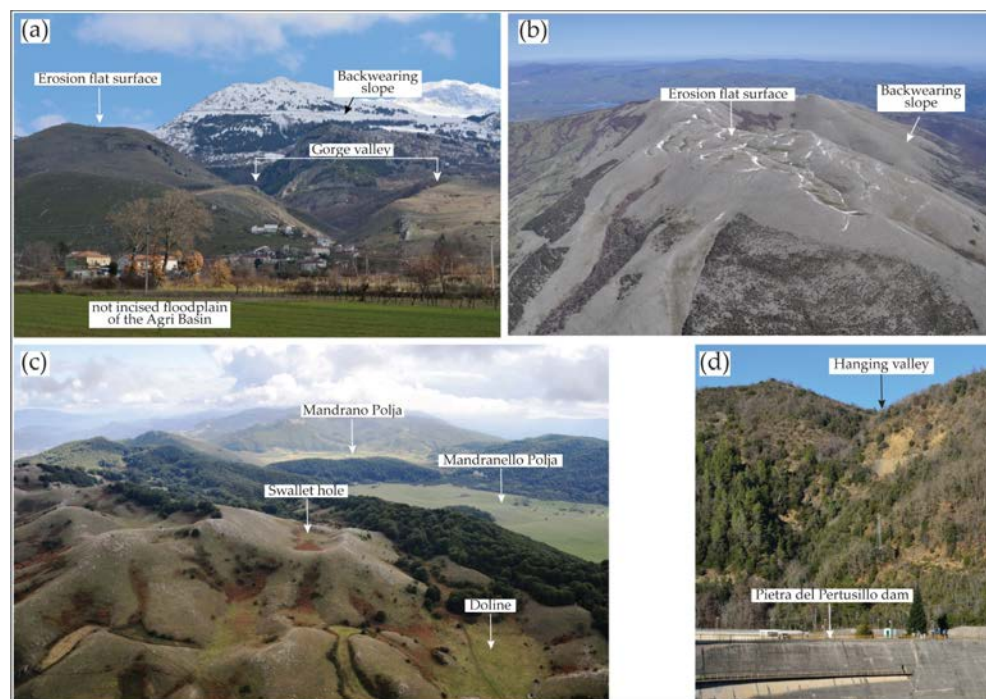 (a)
Erosion flat surface
Backwearing
slope
Gorge valley
not incised floodplain
of the Agri Basin
(b)
Erosion flat surface
Backwearing
slope
(c)
Mandrano Polja
Mandranello Polja
Swallet hole
Doline
(d)
Hanging valley
Pietra del Pertusillo dam